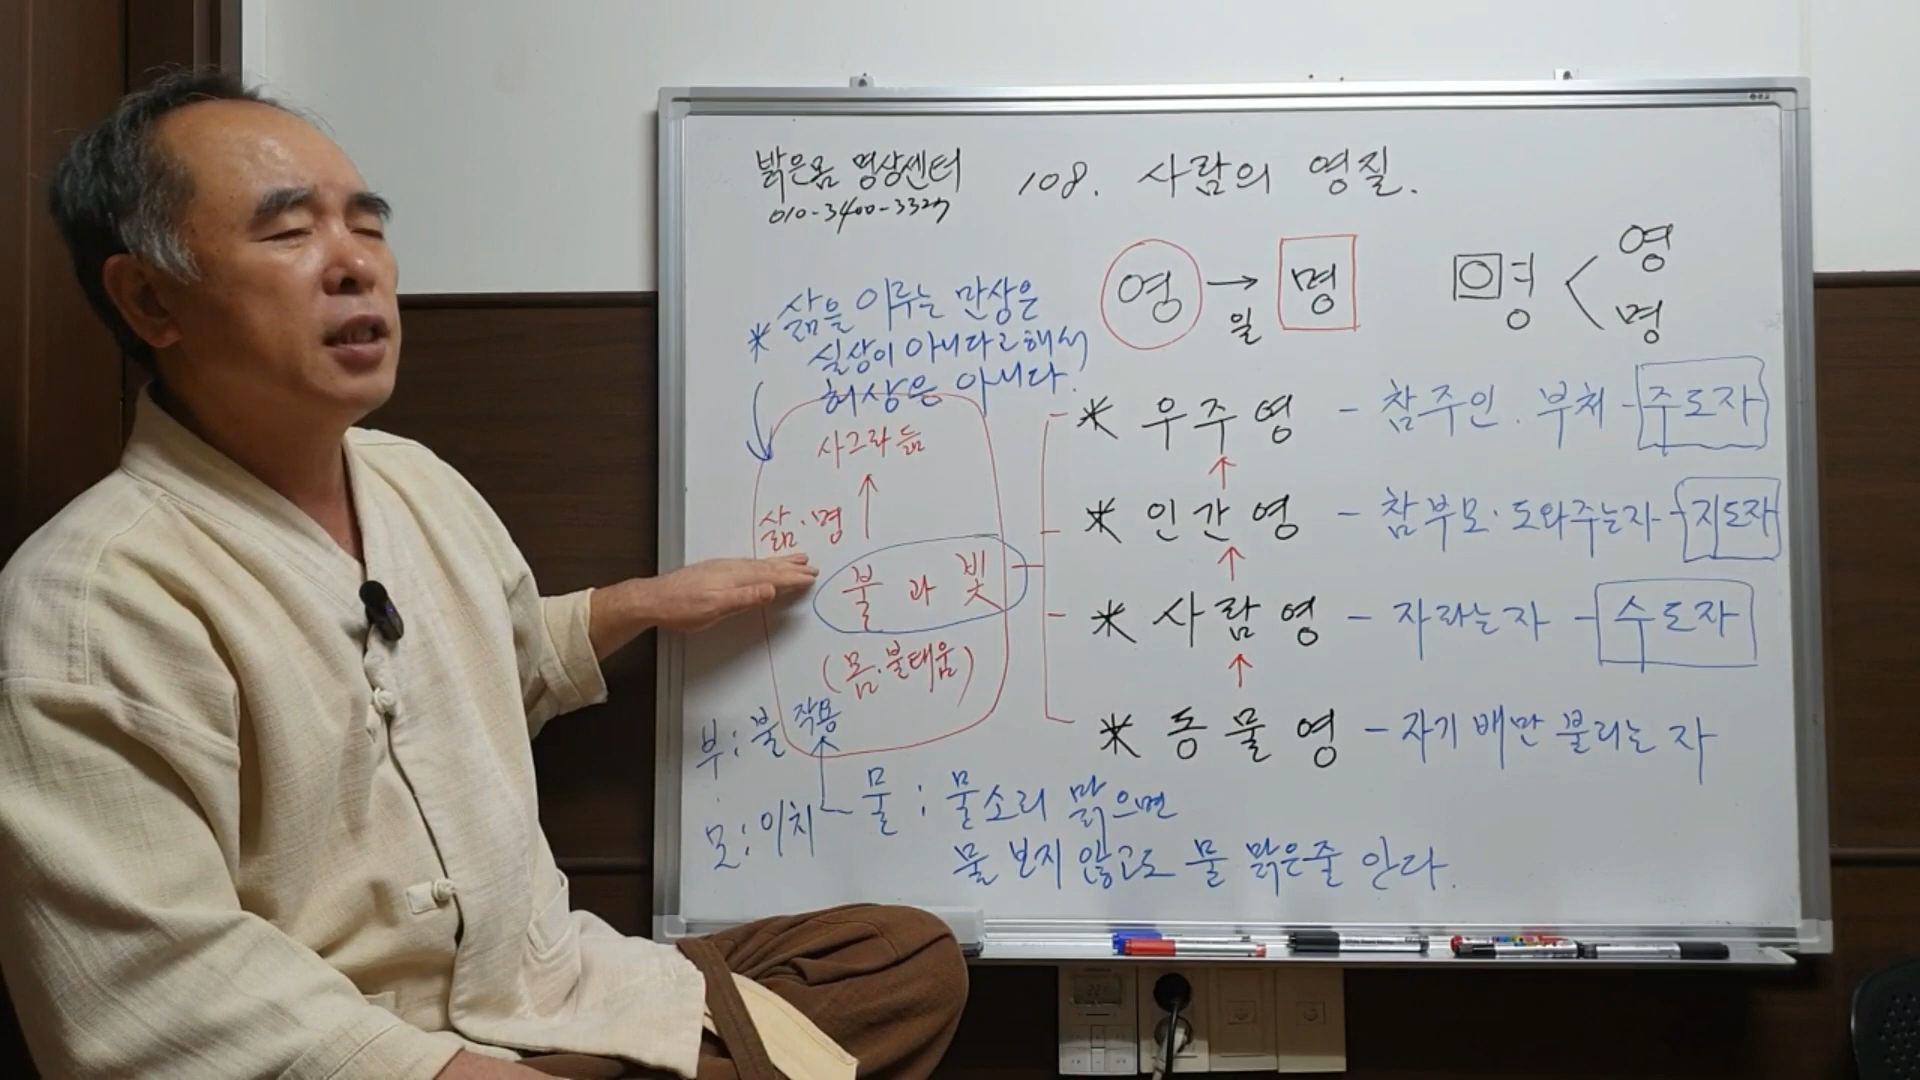 밝은몸 명상센터
010-3400-3327
108. 사람의 영질.
영 → 명
일
영 < 영
명
* 삶을 이루는 만상은
실상이 아니다고해서
허상은 아니다.
사그라듦
삶·명
불과 빛
(몸·불태움)
* 우주영 - 참주인. 부처 - 주도자
* 인간영 - 참부모·도와주는자 - 지도자
* 사람영 - 자라는자 - 수도자
* 동물영 - 자기 배만 불리는 자
부: 불 작용
모: 이치 - 물 : 물소리 맑으면
물 보지 않고도 물 맑은줄 안다.